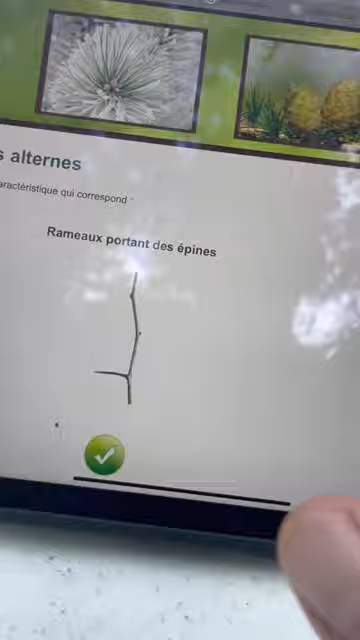 s alternes
aractéristique qui correspond
Rameaux portant des épines